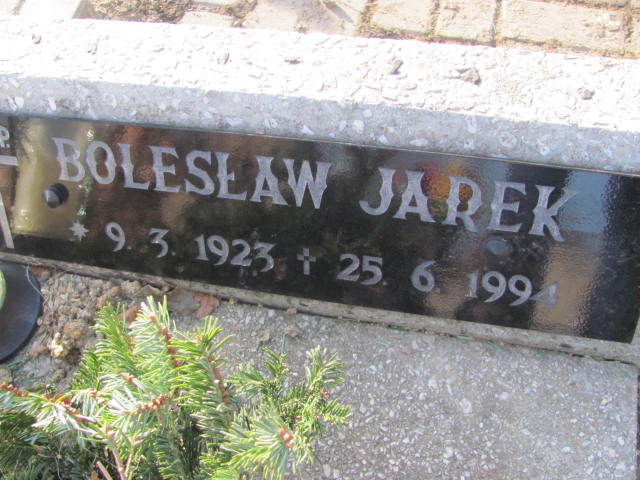 BOLESŁAW JAREK
* 9. 3. 1923 † 25. 6. 1994